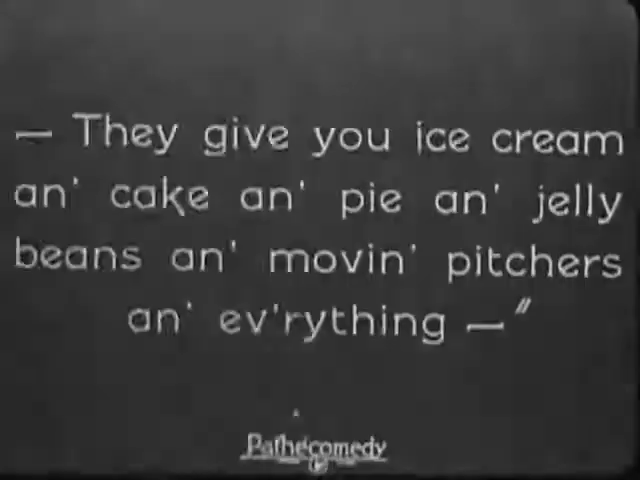 — They give you ice cream
an' cake an' pie an' jelly
beans an' movin' pitchers
an' ev'rything —"
Pathécomedy